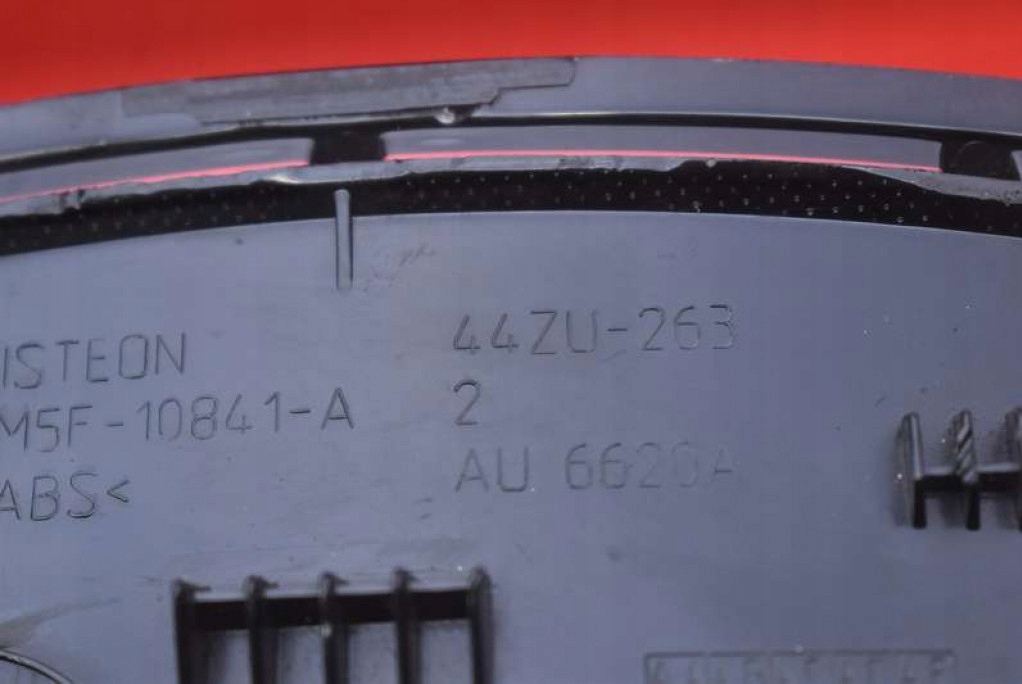 ISTEON
M5F-10841-A
ABS<
44ZU-263
2
AU 6620A